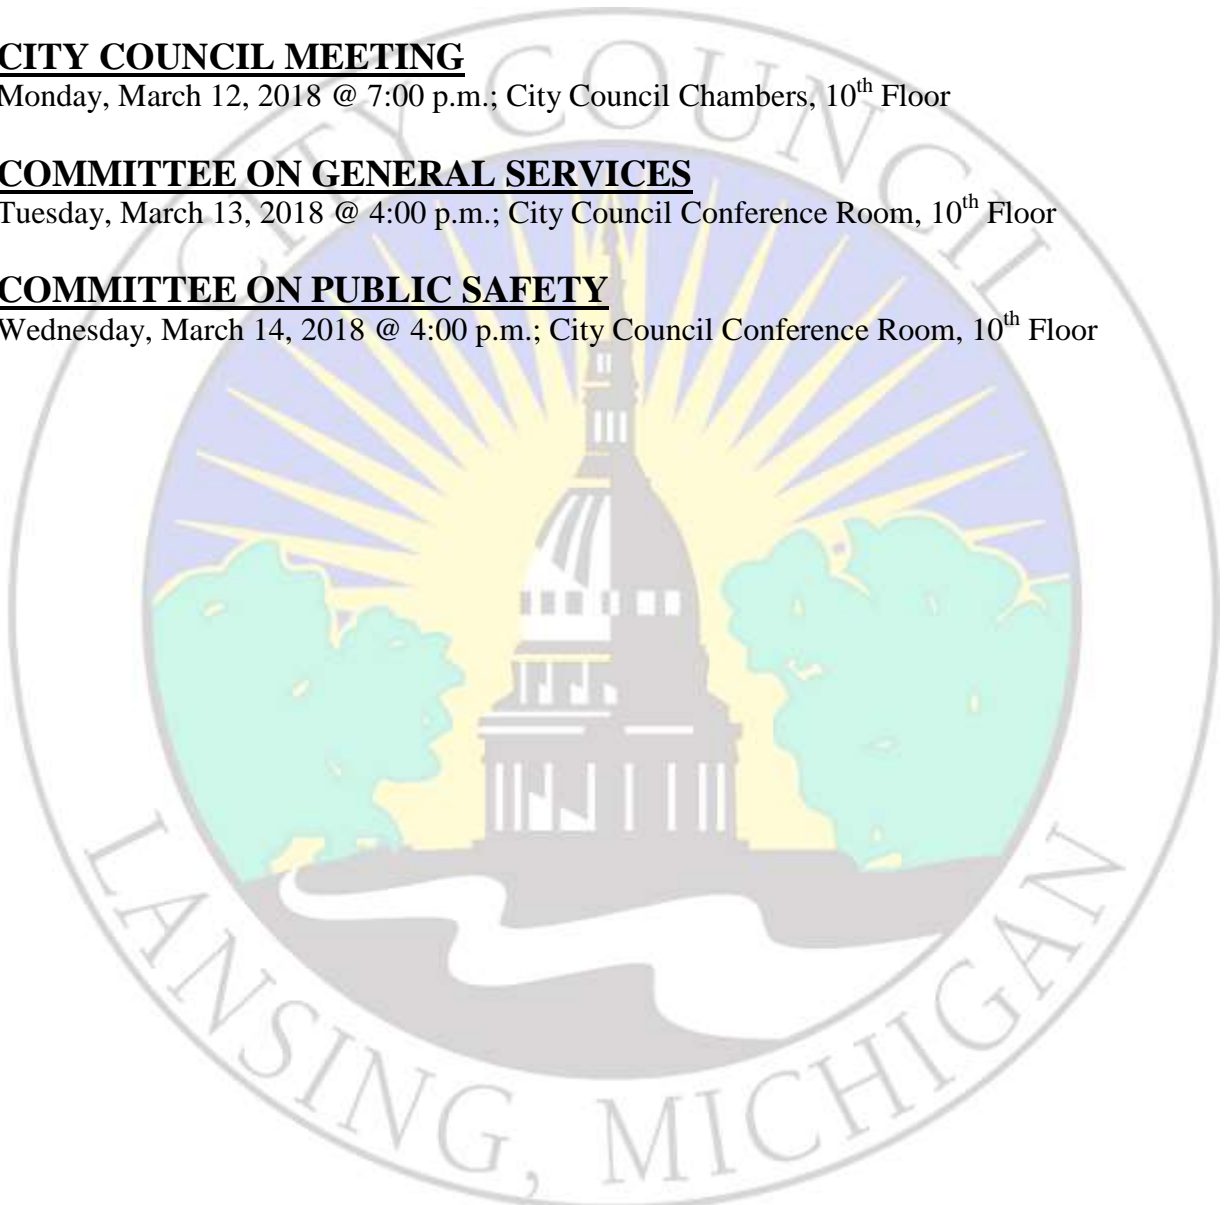 CITY COUNCIL MEETING
Monday, March 12, 2018 @ 7:00 p.m.; City Council Chambers, 10th Floor
COMMITTEE ON GENERAL SERVICES
Tuesday, March 13, 2018 @ 4:00 p.m.; City Council Conference Room, 10th Floor
COMMITTEE ON PUBLIC SAFETY
Wednesday, March 14, 2018 @ 4:00 p.m.; City Council Conference Room, 10th Floor
CITY COUNCIL
LANSING, MICHIGAN